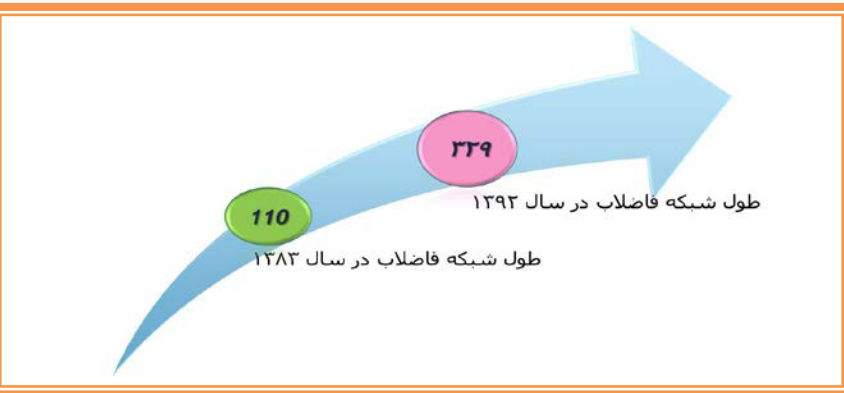 ۳۲۹
طول شبکه فاضلاب در سال ۱۳۹۲
110
طول شبکه فاضلاب در سال ۱۳۸۳